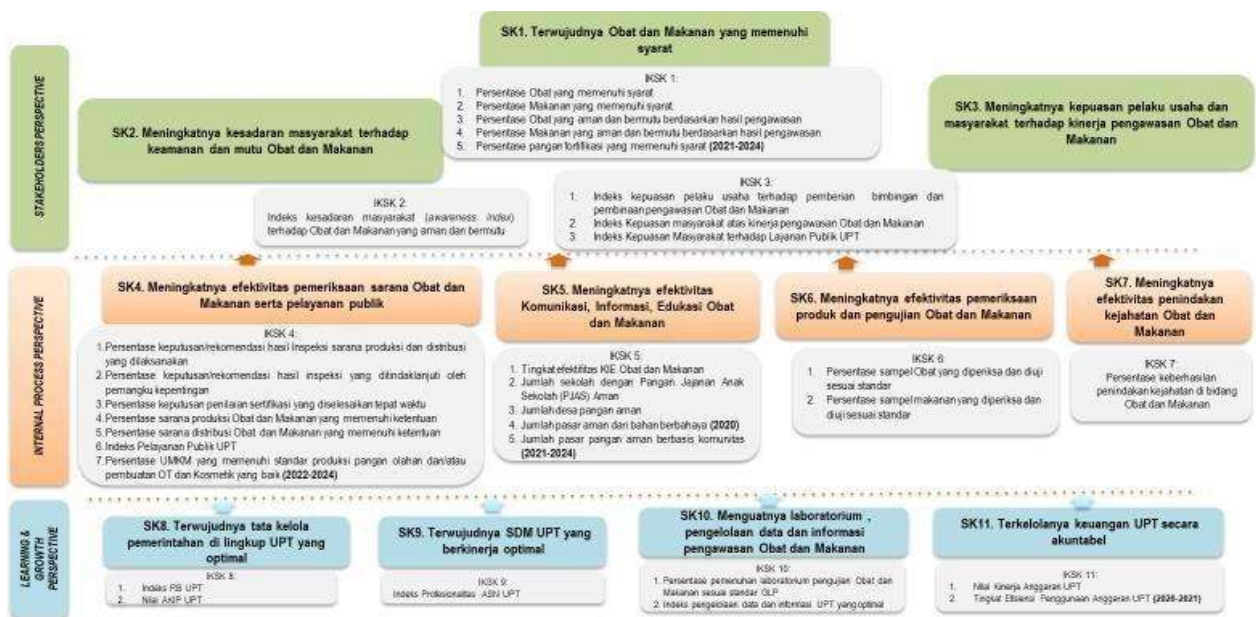 STAKEHOLDERS PERSPECTIVE
SK1. Terwujudnya Obat dan Makanan yang memenuhi
syarat
IKSK 1:
1. Persentase Obat yang memenuhi syarat
2. Persentase Makanan yang memenuhi syarat
3. Persentase Obat yang aman dan bermutu berdasarkan hasil pengawasan
4. Persentase Makanan yang aman dan bermutu berdasarkan hasil pengawasan
5. Persentase pangan fortifikasi yang memenuhi syarat (2021-2024)
SK2. Meningkatnya kesadaran masyarakat terhadap
keamanan dan mutu Obat dan Makanan
IKSK 2:
Indeks kesadaran masyarakat (awareness index)
terhadap Obat dan Makanan yang aman dan bermutu
SK3. Meningkatnya kepuasan pelaku usaha dan
masyarakat terhadap kinerja pengawasan Obat dan
Makanan
IKSK 3:
1. Indeks kepuasan pelaku usaha terhadap pemberian bimbingan dan
pembinaan pengawasan Obat dan Makanan
2. Indeks Kepuasan masyarakat atas kinerja pengawasan Obat dan Makanan
3. Indeks Kepuasan Masyarakat terhadap Layanan Publik UPT
INTERNAL PROCESS PERSPECTIVE
SK4. Meningkatnya efektivitas pemeriksaan sarana Obat dan
Makanan serta pelayanan publik
IKSK 4:
1. Persentase keputusan/rekomendasi hasil Inspeksi sarana produksi dan distribusi
yang dilaksanakan
2. Persentase keputusan/rekomendasi hasil inspeksi yang ditindaklanjuti oleh
pemangku kepentingan
3. Persentase keputusan penilaian sertifikasi yang diselesaikan tepat waktu
4. Persentase sarana produksi Obat dan Makanan yang memenuhi ketentuan
5. Persentase sarana distribusi Obat dan Makanan yang memenuhi ketentuan
6. Indeks Pelayanan Publik UPT
7. Persentase UMKM yang memenuhi standar produksi pangan olahan dan/atau
pembuatan OT dan Kosmetik yang baik (2022-2024)
SK5. Meningkatnya efektivitas
Komunikasi, Informasi, Edukasi Obat
dan Makanan
IKSK 5:
1. Tingkat efektifitas KIE Obat dan Makanan
2. Jumlah sekolah dengan Pangan Jajanan Anak
Sekolah (PJAS) Aman
3. Jumlah desa pangan aman
4. Jumlah pasar aman dari bahan berbahaya (2020)
5. Jumlah pasar pangan aman berbasis komunitas
(2021-2024)
SK6. Meningkatnya efektivitas pemeriksaan
produk dan pengujian Obat dan Makanan
IKSK 6:
1. Persentase sampel Obat yang diperiksa dan diuji
sesuai standar
2. Persentase sampel makanan yang diperiksa dan
diuji sesuai standar
SK7. Meningkatnya
efektivitas penindakan
kejahatan Obat dan
Makanan
IKSK 7:
Persentase keberhasilan
penindakan kejahatan di bidang
Obat dan Makanan
LEARNING &
GROWTH
PERSPECTIVE
SK8. Terwujudnya tata kelola
pemerintahan di lingkup UPT yang
optimal
IKSK 8:
1. Indeks RB UPT
2. Nilai AKIP UPT
SK9. Terwujudnya SDM UPT yang
berkinerja optimal
IKSK 9:
Indeks Profesionalitas ASN UPT
SK10. Menguatnya laboratorium ,
pengelolaan data dan informasi
pengawasan Obat dan Makanan
IKSK 10:
1. Persentase pemenuhan laboratorium pengujian Obat dan
Makanan sesuai standar GLP
2. Indeks pengelolaan data dan informasi UPT yang optimal
SK11. Terkelolanya keuangan UPT secara
akuntabel
IKSK 11:
1. Nilai Kinerja Anggaran UPT
2. Tingkat Efisiensi Penggunaan Anggaran UPT (2020-2021)